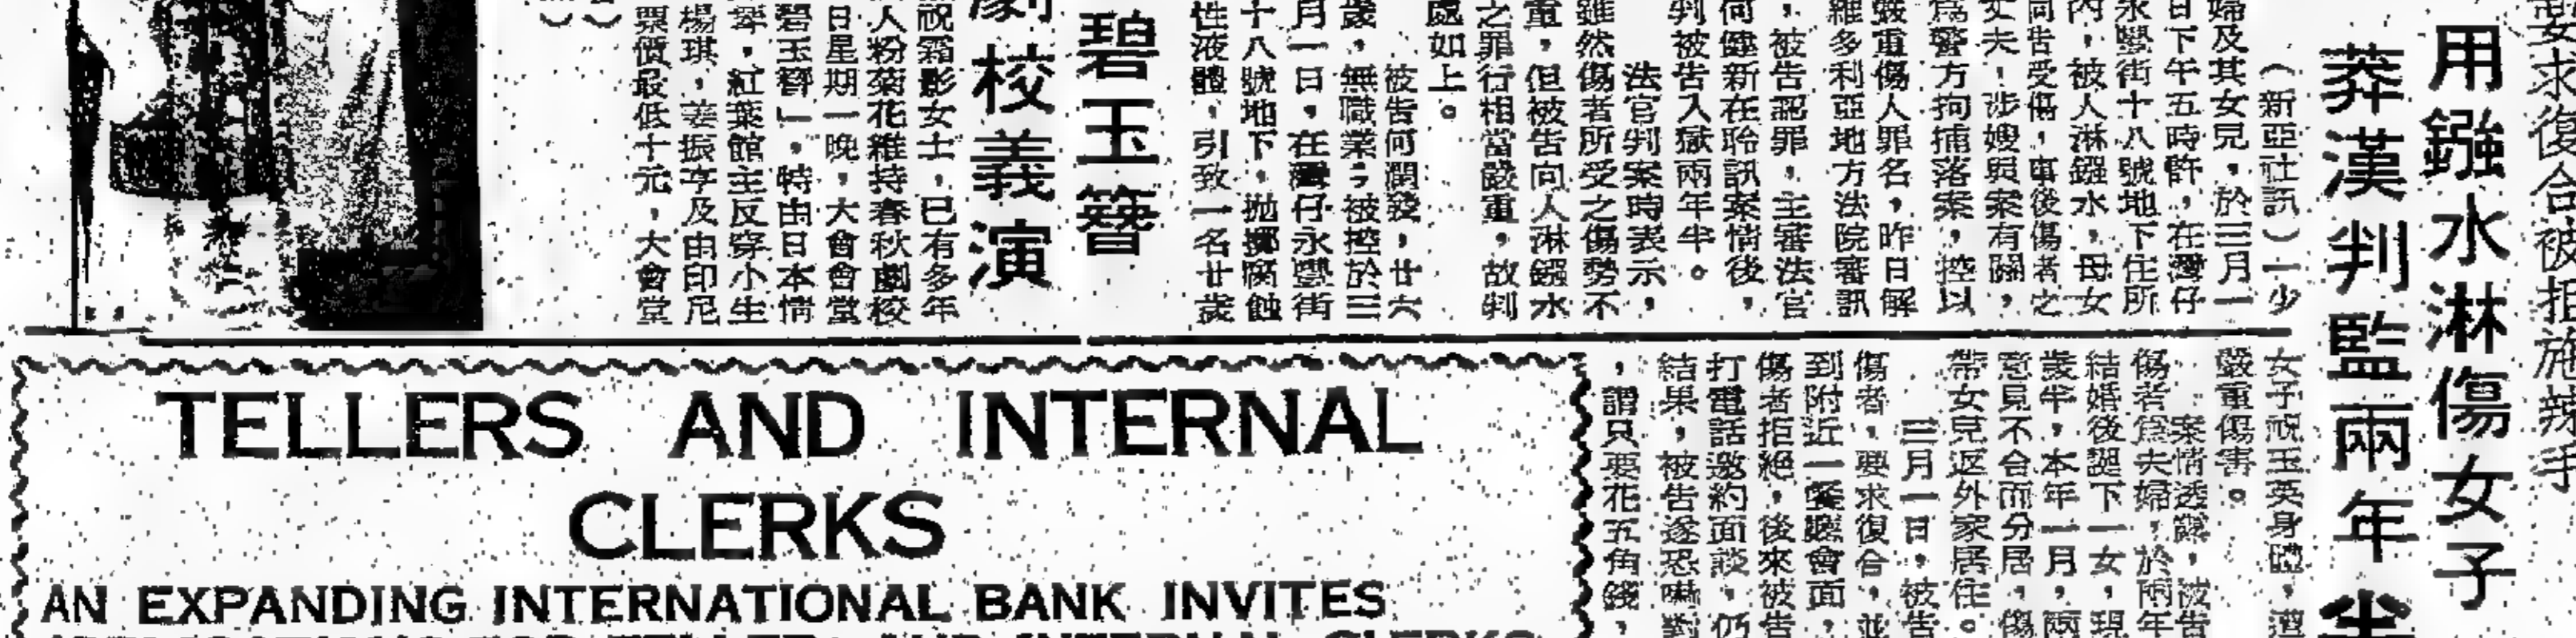 要求復合被拒施辣手
用鏹水淋傷女子
莽漢判監兩年半
（新亞社訊）一少
婦及其女兒，於三月一
日下午五時許，在灣仔
永豐街十八號地下住所
內，被人淋鏹水，母女
同告受傷，事後傷者之
丈夫，涉嫂與案有關，
爲警方拘捕落案，控以
嚴重傷人罪名，昨日解
維多利亞地方法院審訊
，被告認罪，主審法官
何健新在聆訊案情後，
判被告入獄兩年半。
法官判案時表示，
雖然傷者所受之傷勢不
重，但被告向人淋鏹水
之罪行相當嚴重，故判
處如上。
被告何潤發，廿六
歲，無職業，被控於三
月一日，在灣仔永豐街
十八號地下，拋擲腐蝕
性液體，引致一名廿歲
女子祝玉英身體，遭
嚴重傷害。
案情透露，被告
傷者爲夫婦，於兩年
結婚後誕下一女，現
歲半，本年一月，兩
意見不合而分居，傷
帶女兒返外家居住。
三月一日，被告
傷者，要求復合，並
到附近一餐廳會面，
傷者拒絕，後來被告
打電話邀約面談，仍
結果，被告遂恐嚇對
，謂只要花五角錢，
碧玉簪
劇校義演
祝霜影女士，已有多年
人粉菊花維持春秋劇校
日星期一晚，大會會堂
碧玉簪」，特由日本情
，紅葉館主反穿小生
楊琪，姜振亭及由印尼
票價最低十元，大會堂
TELLERS AND INTERNAL
CLERKS
AN EXPANDING INTERNATIONAL BANK INVITES